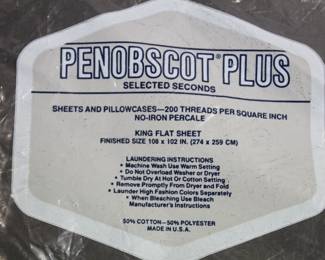 PENOBSCOT® PLUS
SELECTED SECONDS
SHEETS AND PILLOWCASES—200 THREADS PER SQUARE INCH
NO-IRON PERCALE
KING FLAT SHEET
FINISHED SIZE 108 x 102 IN. (274 x 259 CM)
LAUNDERING INSTRUCTIONS
• Machine Wash Use Warm Setting
• Do Not Overload Washer or Dryer
• Tumble Dry At Hot Or Cotton Setting
• Remove Promptly From Dryer and Fold
• Launder High Fashion Colors Separately
• When Bleaching Use Bleach
Manufacturer's Instructions
50% COTTON—50% POLYESTER
MADE IN U.S.A.